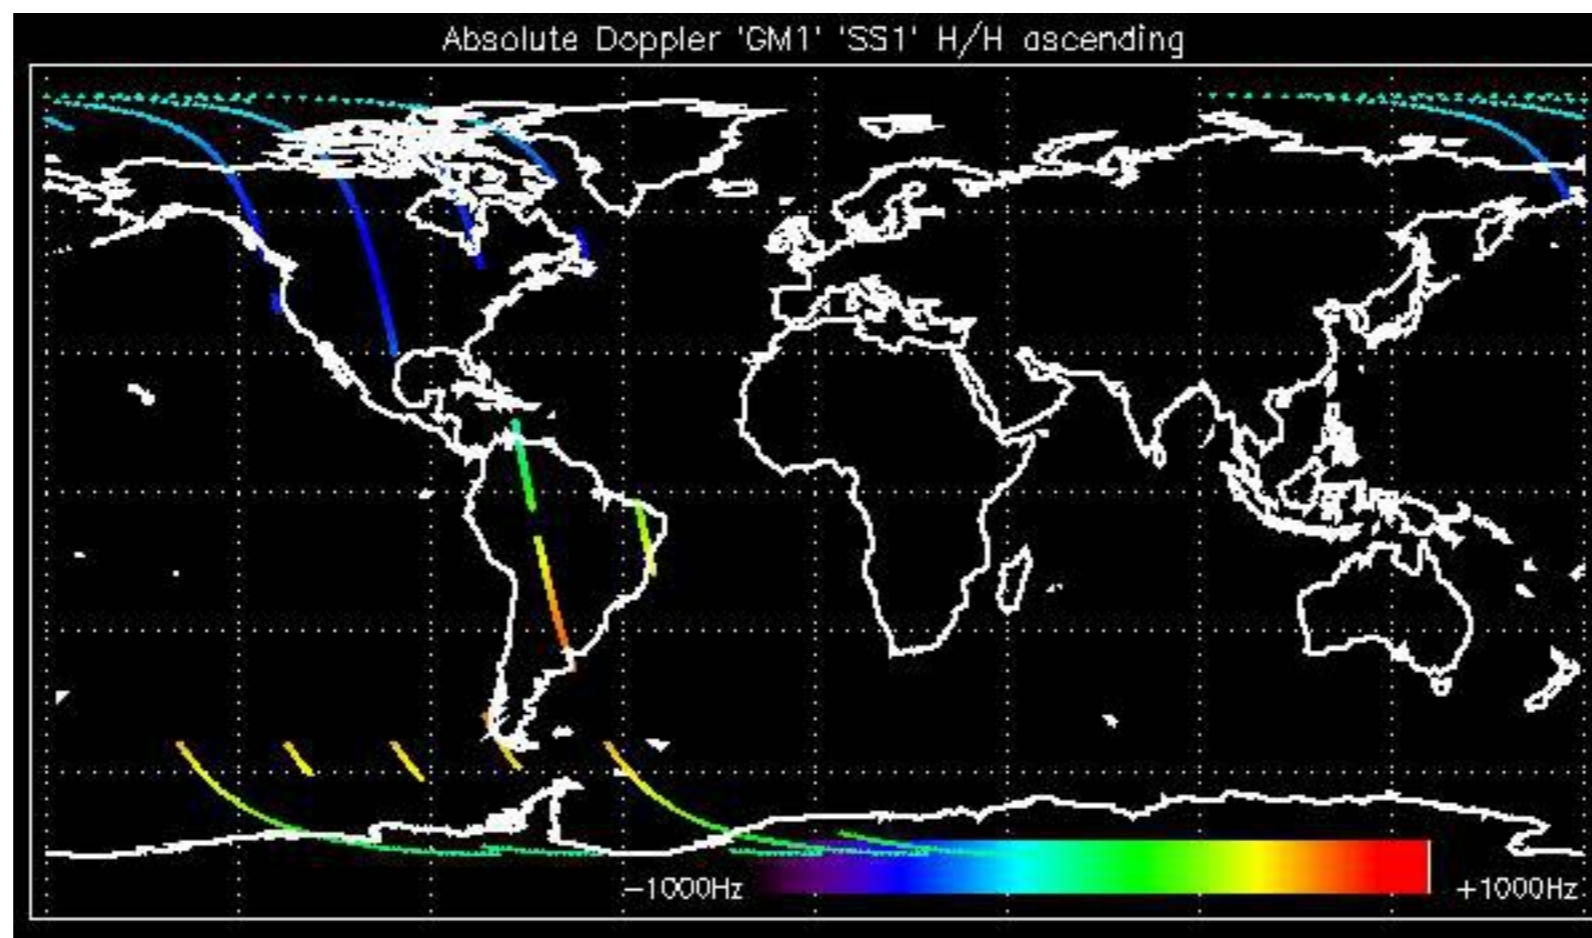 Absolute Doppler 'GM1' 'SS1' H/H ascending
−1000Hz
+1000Hz